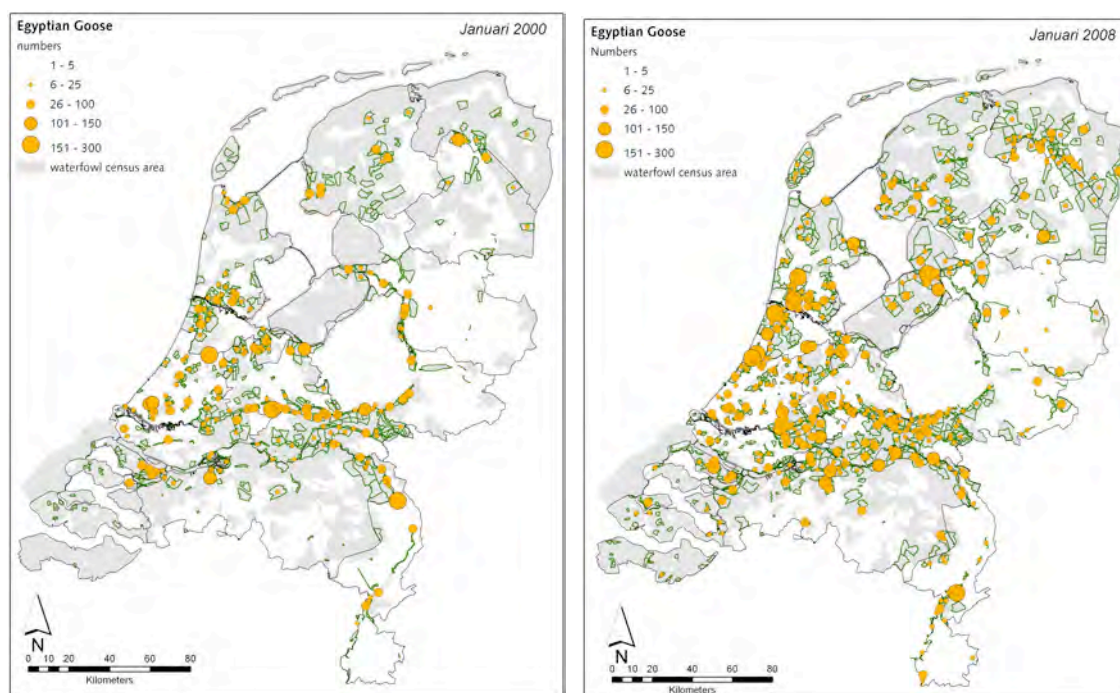 Egyptian Goose
Januari 2000
numbers
1 - 5
6 - 25
26 - 100
101 - 150
151 - 300
waterfowl census area
N
0 10 20 40 60 80
Kilometers
Egyptian Goose
Januari 2008
Numbers
1 - 5
6 - 25
26 - 100
101 - 150
151 - 300
waterfowl census area
N
0 10 20 40 60 80
Kilometers